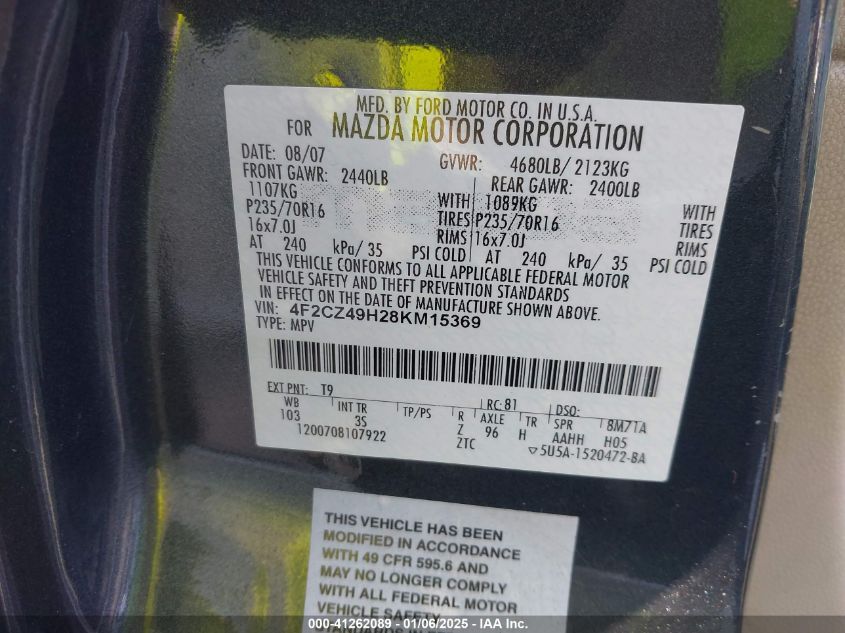 MFD. BY FORD MOTOR CO. IN U.S.A.
FOR MAZDA MOTOR CORPORATION
DATE: 08/07 GVWR: 4680LB/ 2123KG
FRONT GAWR: 2440LB REAR GAWR: 2400LB
1107KG WITH 1089KG WITH
P235/70R16 TIRES P235/70R16 TIRES
16x7.0J RIMS 16x7.0J RIMS
AT 240 kPa/ 35 PSI COLD AT 240 kPa/ 35 PSI COLD
THIS VEHICLE CONFORMS TO ALL APPLICABLE FEDERAL MOTOR
VEHICLE SAFETY AND THEFT PREVENTION STANDARDS
IN EFFECT ON THE DATE OF MANUFACTURE SHOWN ABOVE.
VIN: 4F2CZ49H28KM15369
TYPE: MPV
EXT PNT: T9 RC: 81 DSO:
WB INT TR TP/PS R AXLE TR SPR 8M71A
103 3S Z 96 H AAHH H05
1200708107922 ZTC 5U5A-1520472-BA
THIS VEHICLE HAS BEEN
MODIFIED IN ACCORDANCE
WITH 49 CFR 595.6 AND
MAY NO LONGER COMPLY
WITH ALL FEDERAL MOTOR
VEHICLE SAFETY
STANDARDS
000-41262089 - 01/06/2025 - IAA Inc.